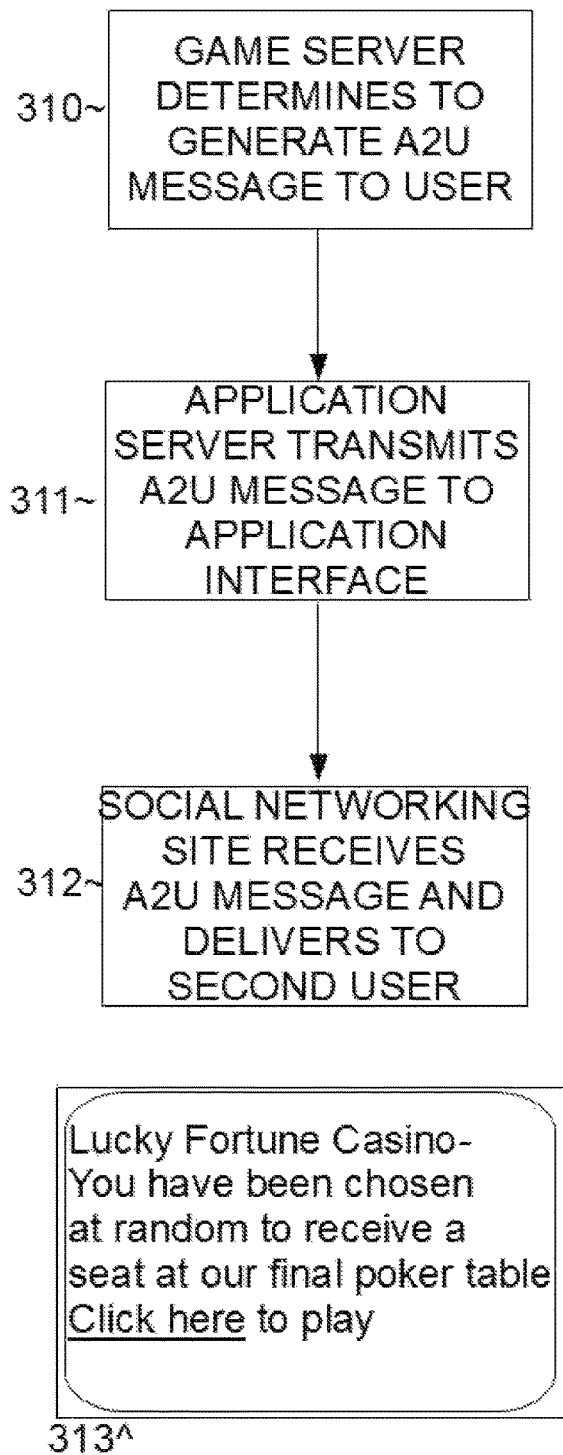 GAME SERVER
310~ DETERMINES TO
GENERATE A2U
MESSAGE TO USER
APPLICATION
SERVER TRANSMITS
311~ A2U MESSAGE TO
APPLICATION
INTERFACE
SOCIAL NETWORKING
SITE RECEIVES
312~ A2U MESSAGE AND
DELIVERS TO
SECOND USER
Lucky Fortune Casino-
You have been chosen
at random to receive a
seat at our final poker table
Click here to play
313^